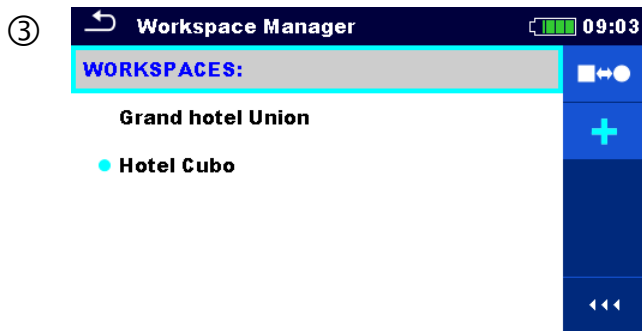 ③
Workspace Manager 09:03
WORKSPACES:
Grand hotel Union
Hotel Cubo